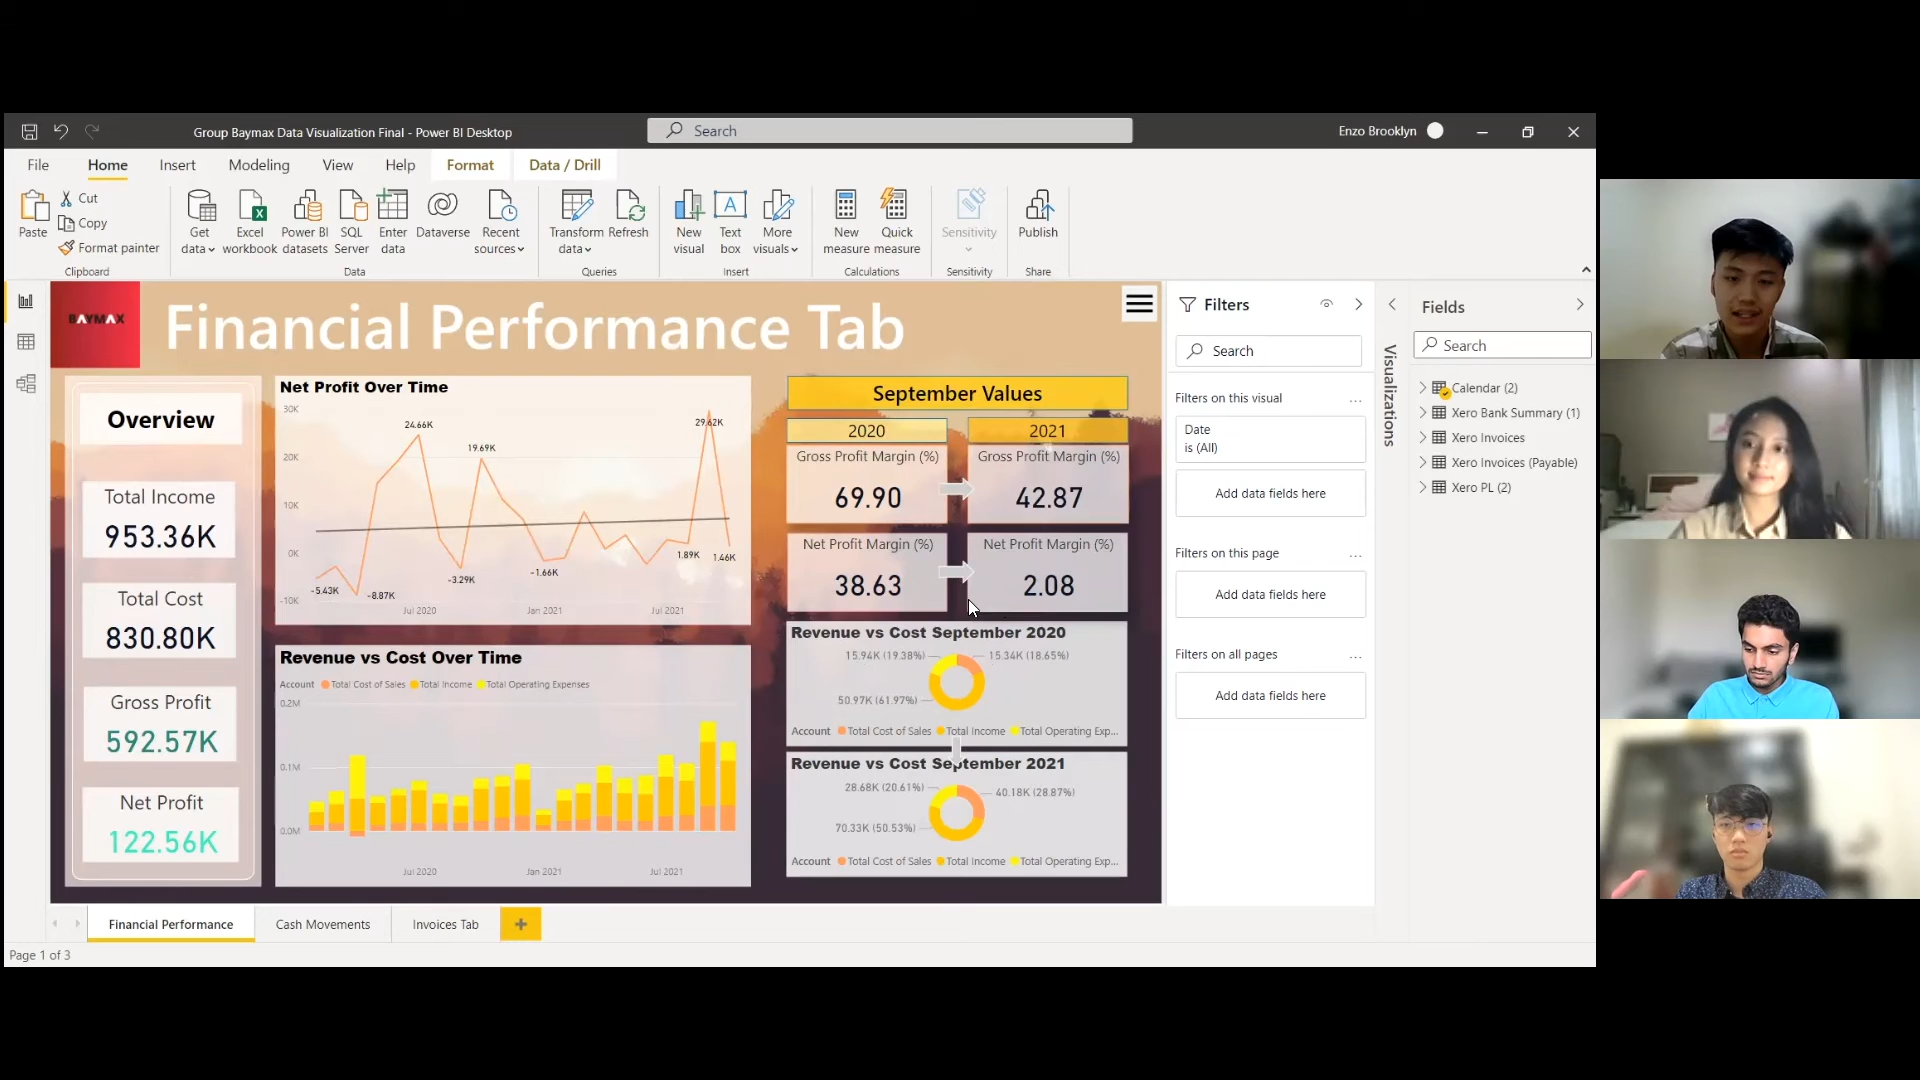 Group Baymax Data Visualization Final - Power BI Desktop
Search
Enzo Brooklyn
File Home Insert Modeling View Help Format Data / Drill
Paste
Cut
Copy
Format painter
Clipboard
Get data
Excel workbook
Power BI datasets
SQL Server
Enter data
Dataverse
Recent sources
Data
Transform data
Refresh
Queries
New visual
Text box
More visuals
Insert
New measure
Quick measure
Calculations
Sensitivity
Sensitivity
Publish
Share
BAYMAX
Financial Performance Tab
Overview
Total Income
953.36K
Total Cost
830.80K
Gross Profit
592.57K
Net Profit
122.56K
Net Profit Over Time
30K
20K
10K
0K
-10K
-5.43K
-8.87K
24.66K
-3.29K
19.69K
-1.66K
1.89K
29.62K
1.46K
Jul 2020 Jan 2021 Jul 2021
Revenue vs Cost Over Time
Account Total Cost of Sales Total Income Total Operating Expenses
0.2M
0.1M
0.0M
Jul 2020 Jan 2021 Jul 2021
September Values
2020 2021
Gross Profit Margin (%) Gross Profit Margin (%)
69.90 42.87
Net Profit Margin (%) Net Profit Margin (%)
38.63 2.08
Revenue vs Cost September 2020
15.94K (19.38%) 15.34K (18.65%)
50.97K (61.97%)
Account Total Cost of Sales Total Income Total Operating Exp...
Revenue vs Cost September 2021
28.68K (20.61%) 40.18K (28.87%)
70.33K (50.53%)
Account Total Cost of Sales Total Income Total Operating Exp...
Filters
Search
Filters on this visual ...
Date
is (All)
Add data fields here
Filters on this page ...
Add data fields here
Filters on all pages ...
Add data fields here
Visualizations
Fields
Search
Calendar (2)
Xero Bank Summary (1)
Xero Invoices
Xero Invoices (Payable)
Xero PL (2)
Financial Performance Cash Movements Invoices Tab
Page 1 of 3